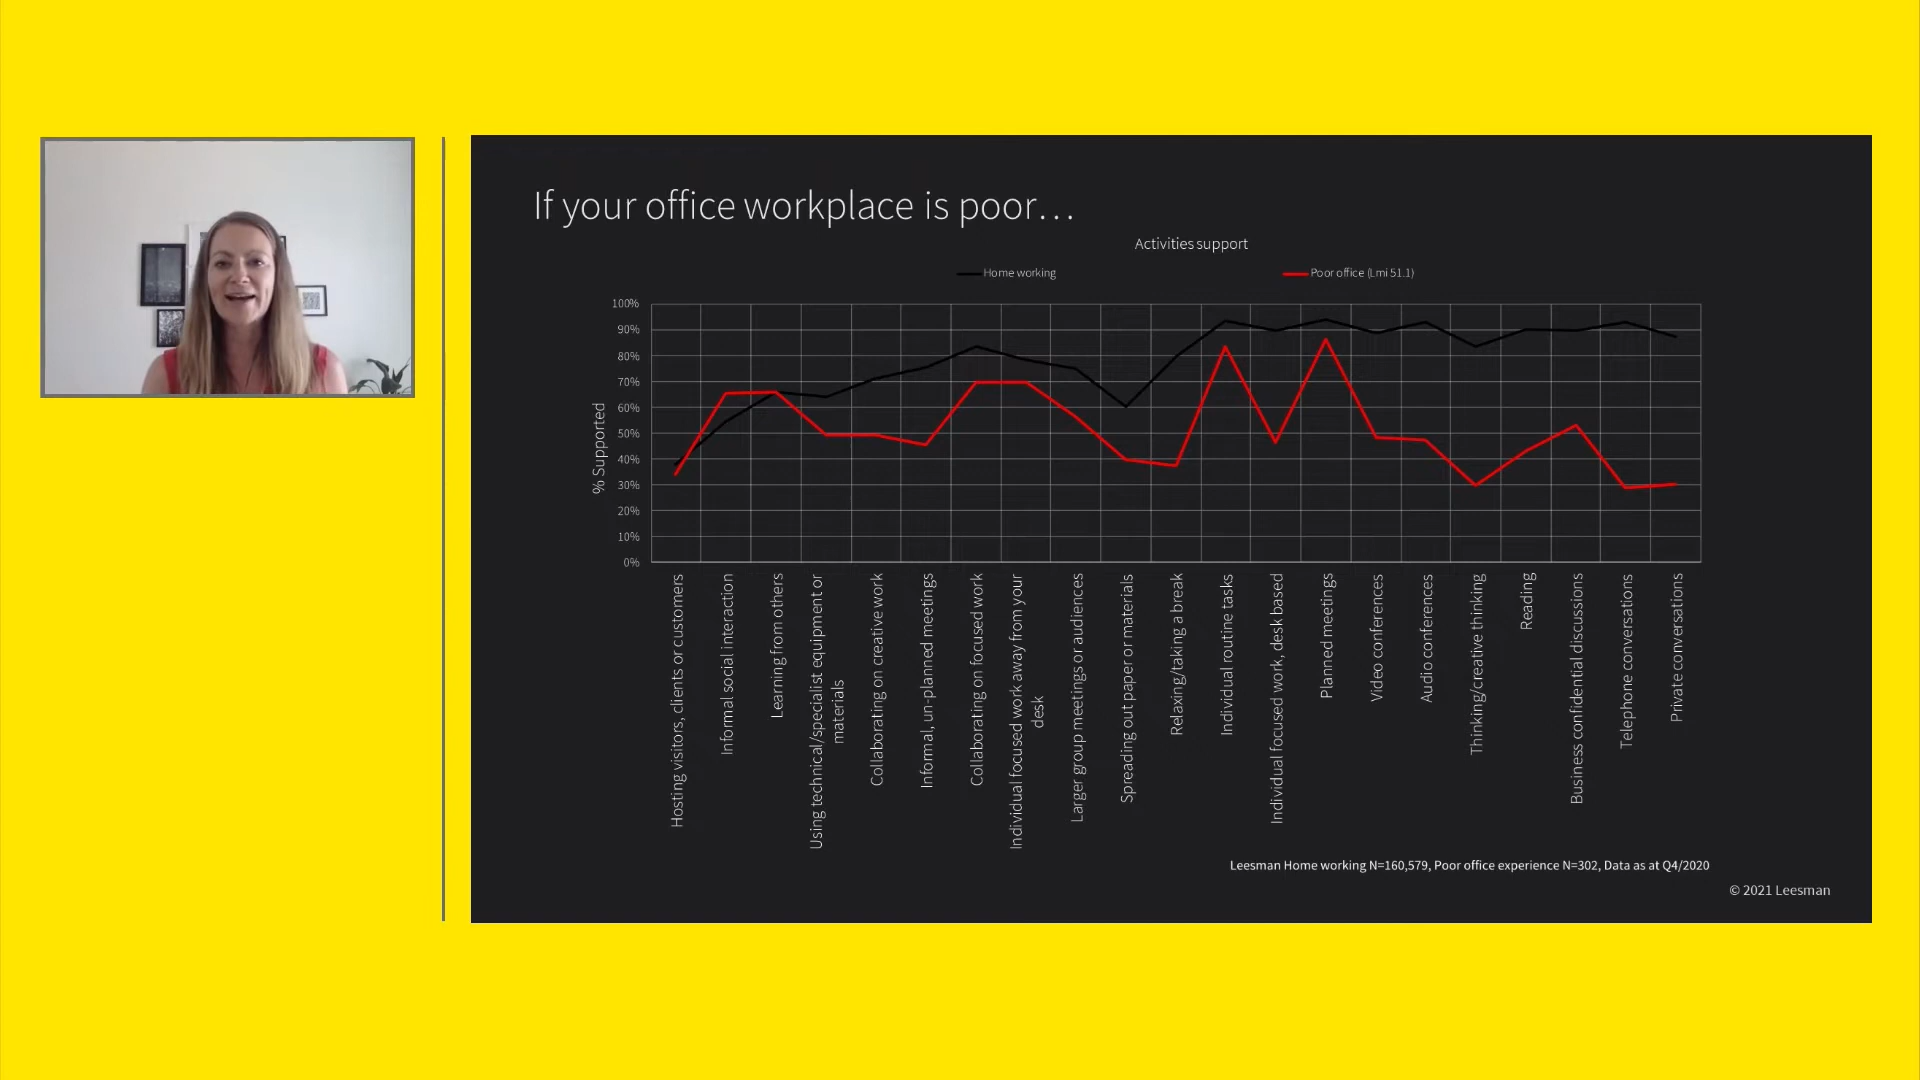 If your office workplace is poor…
Activities support
Home working
Poor office (Lmi 51.1)
% Supported
100%
90%
80%
70%
60%
50%
40%
30%
20%
10%
0%
Hosting visitors, clients or customers
Informal social interaction
Learning from others
Using technical/specialist equipment or
materials
Collaborating on creative work
Informal, un-planned meetings
Collaborating on focused work
Individual focused work away from your
desk
Larger group meetings or audiences
Spreading out paper or materials
Relaxing/taking a break
Individual routine tasks
Individual focused work, desk based
Planned meetings
Video conferences
Audio conferences
Thinking/creative thinking
Reading
Business confidential discussions
Telephone conversations
Private conversations
Leesman Home working N=160,579, Poor office experience N=302, Data as at Q4/2020
© 2021 Leesman